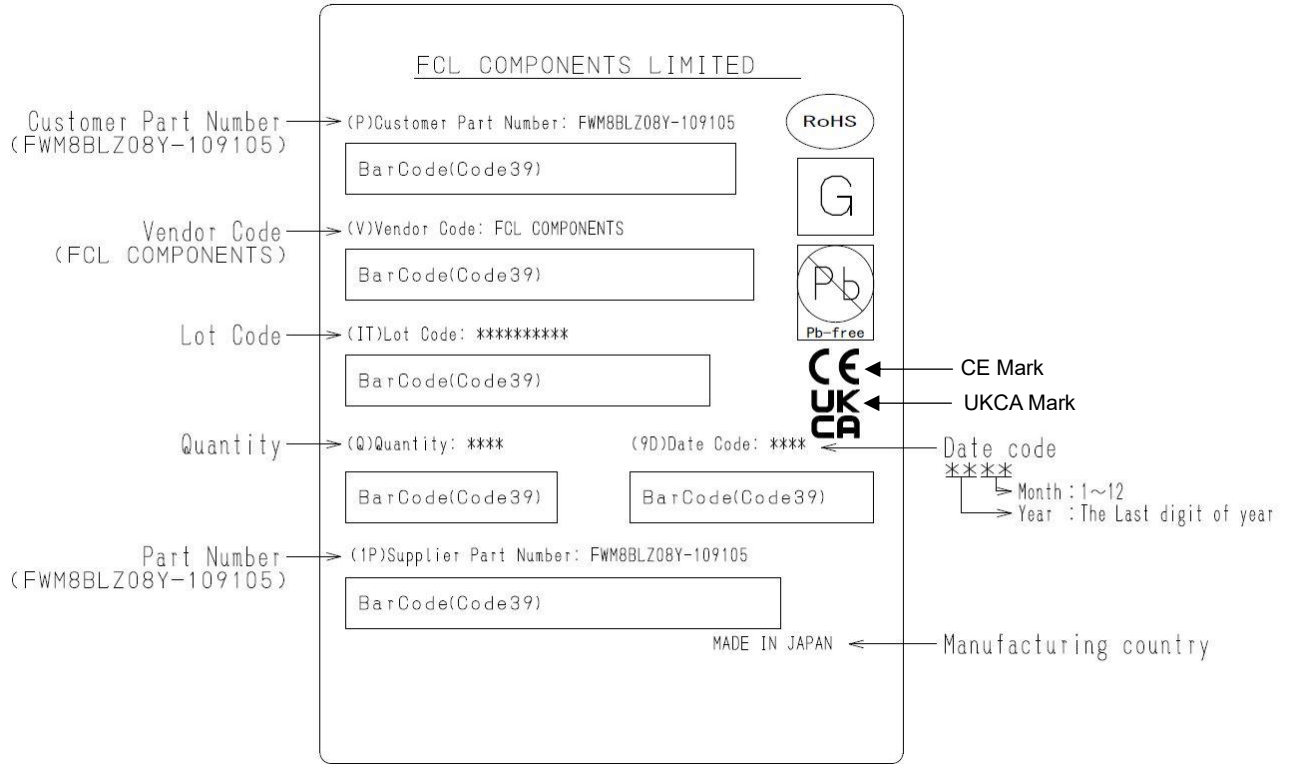 FCL COMPONENTS LIMITED
Customer Part Number
(FWM8BLZ08Y-109105)
(P)Customer Part Number: FWM8BLZ08Y-109105
BarCode(Code39)
RoHS
G
Vendor Code
(FCL COMPONENTS)
(V)Vendor Code: FCL COMPONENTS
BarCode(Code39)
Pb
Pb-free
Lot Code
(IT)Lot Code: **********
BarCode(Code39)
CE
CE Mark
UK
CA
UKCA Mark
Quantity
(Q)Quantity: ****
BarCode(Code39)
(9D)Date Code: ****
BarCode(Code39)
Date code
****
Month：1～12
Year ：The Last digit of year
Part Number
(FWM8BLZ08Y-109105)
(1P)Supplier Part Number: FWM8BLZ08Y-109105
BarCode(Code39)
MADE IN JAPAN
Manufacturing country